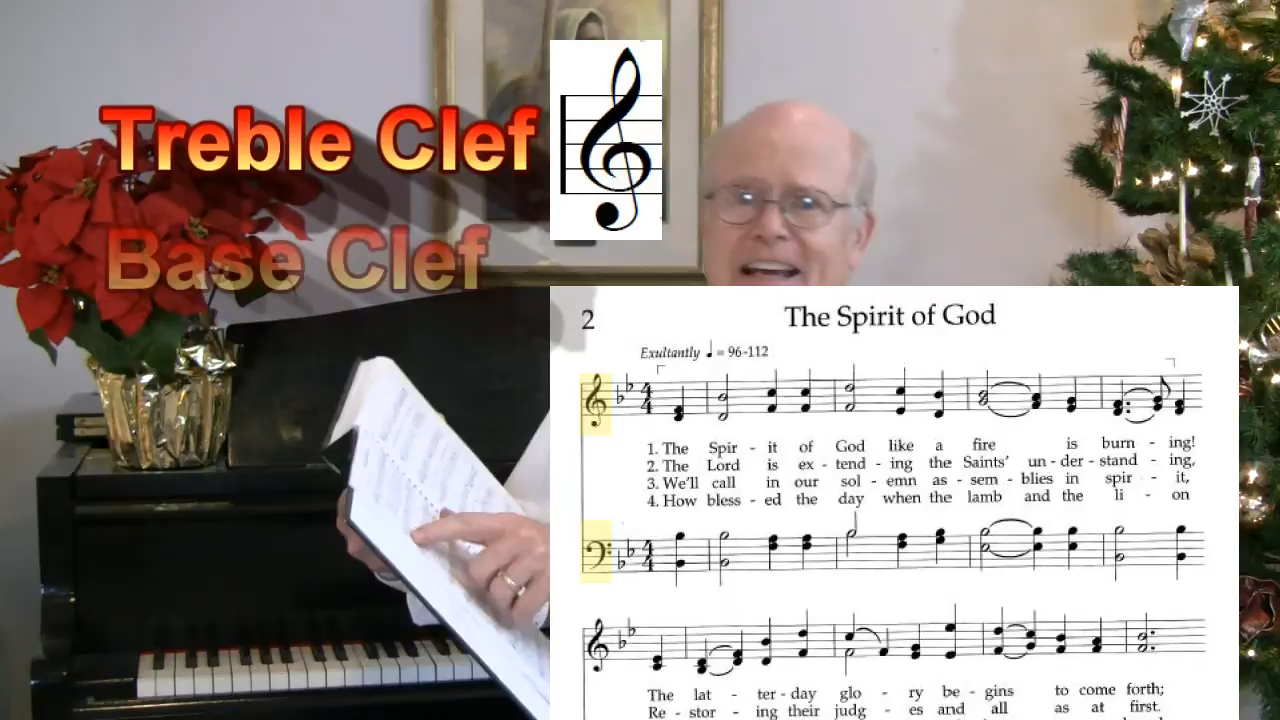 Treble Clef
Base Clef
2
The Spirit of God
Exultantly ♩ = 96-112
4
4
1. The Spir - it of God like a fire is burn - ing!
2. The Lord is ex - tend - ing the Saints' un - der - stand - ing,
3. We'll call in our sol - emn as - sem - blies in spir - it,
4. How bless - ed the day when the lamb and the li - on
4
4
The lat - ter - day glo - ry be - gins to come forth;
Re - stor - ing their judg - es and all as at first.